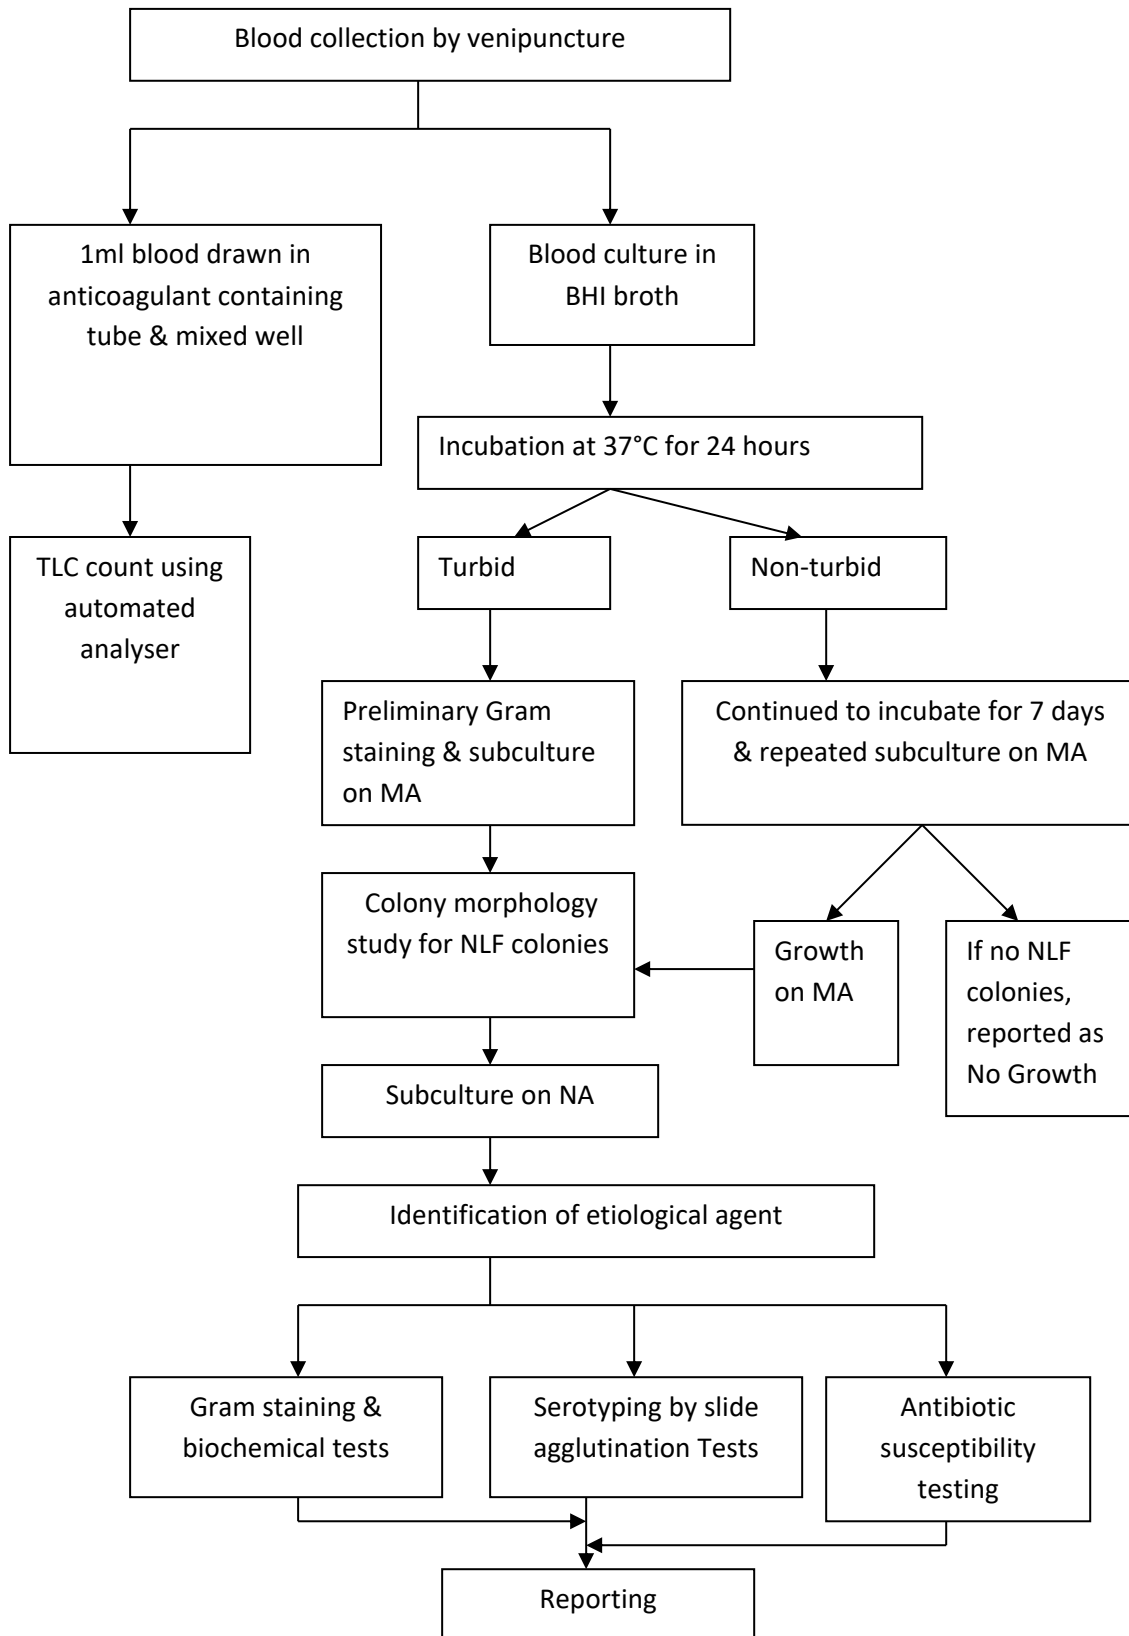 Blood collection by venipuncture
1ml blood drawn in
anticoagulant containing
tube & mixed well
Blood culture in
BHI broth
Incubation at 37°C for 24 hours
TLC count using
automated
analyser
Turbid
Non-turbid
Preliminary Gram
staining & subculture
on MA
Continued to incubate for 7 days
& repeated subculture on MA
Colony morphology
study for NLF colonies
Growth
on MA
If no NLF
colonies,
reported as
No Growth
Subculture on NA
Identification of etiological agent
Gram staining &
biochemical tests
Serotyping by slide
agglutination Tests
Antibiotic
susceptibility
testing
Reporting